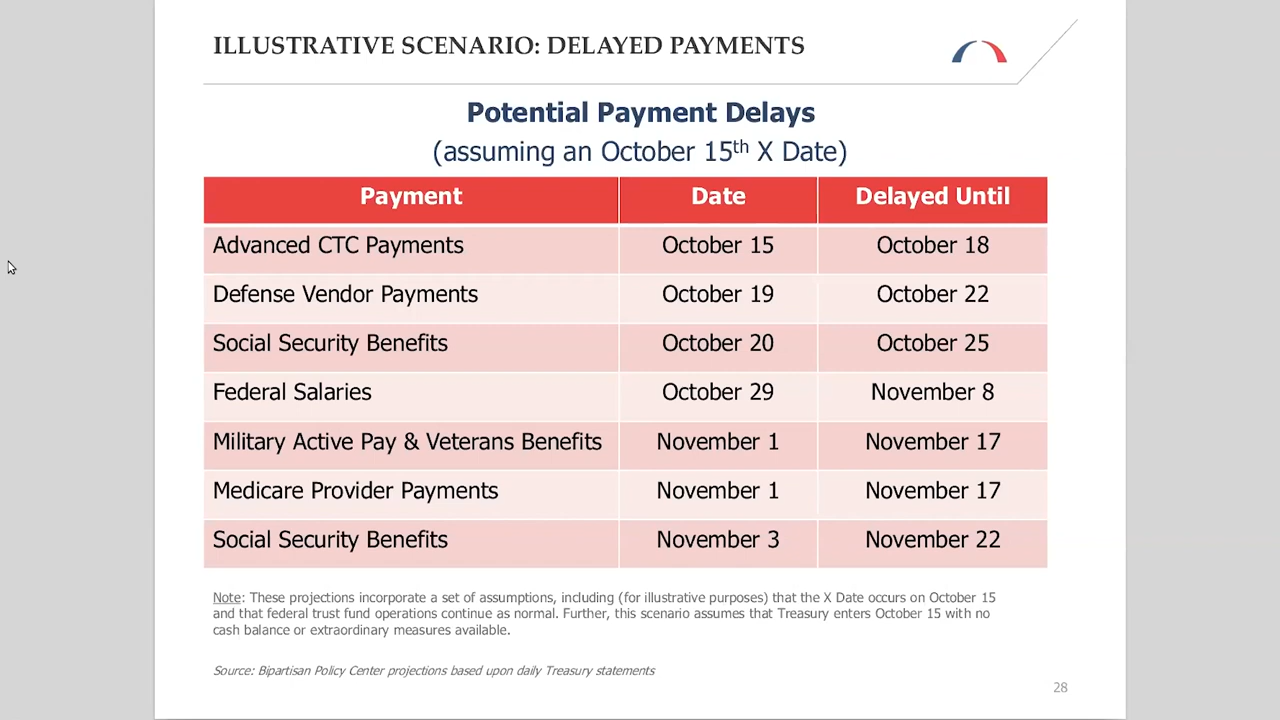 ILLUSTRATIVE SCENARIO: DELAYED PAYMENTS
Potential Payment Delays
(assuming an October 15th X Date)
Payment Date Delayed Until
Advanced CTC Payments October 15 October 18
Defense Vendor Payments October 19 October 22
Social Security Benefits October 20 October 25
Federal Salaries October 29 November 8
Military Active Pay & Veterans Benefits November 1 November 17
Medicare Provider Payments November 1 November 17
Social Security Benefits November 3 November 22
Note: These projections incorporate a set of assumptions, including (for illustrative purposes) that the X Date occurs on October 15
and that federal trust fund operations continue as normal. Further, this scenario assumes that Treasury enters October 15 with no
cash balance or extraordinary measures available.
Source: Bipartisan Policy Center projections based upon daily Treasury statements
28